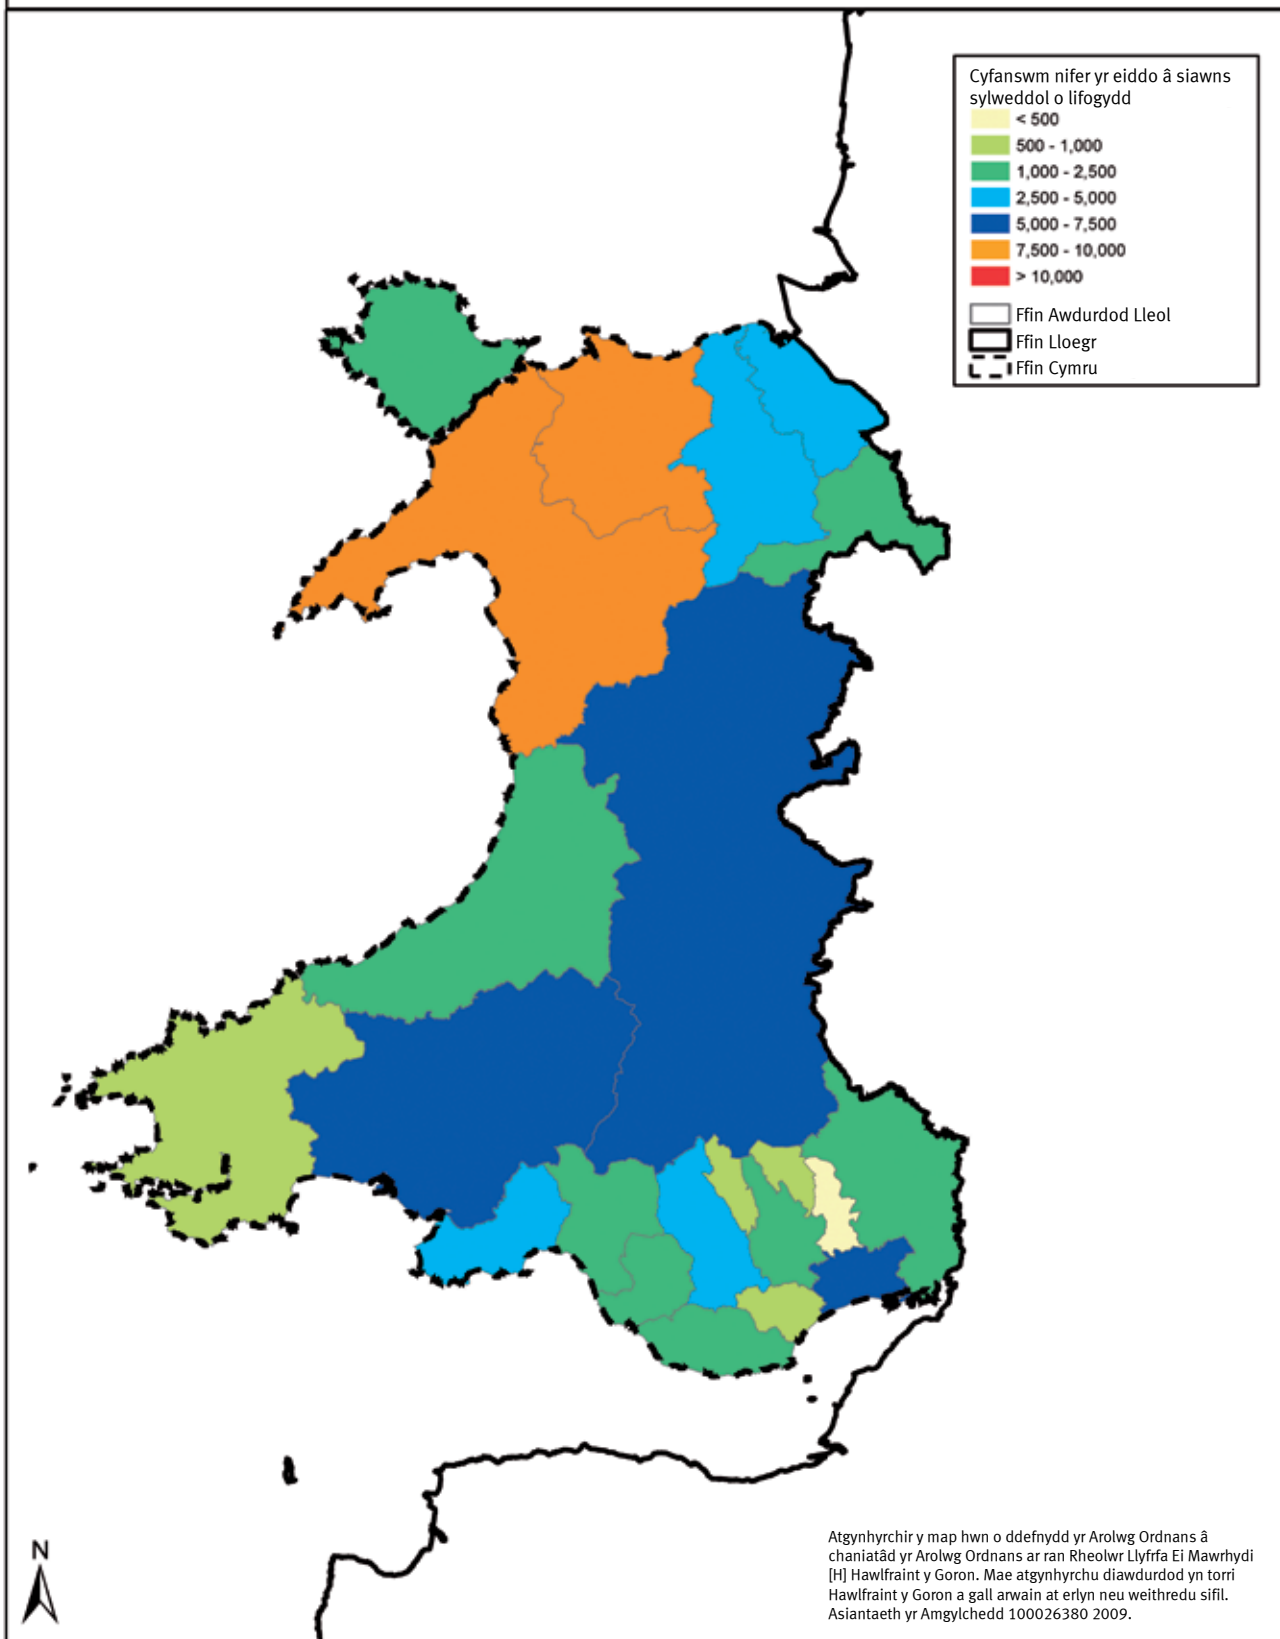 Cyfanswm nifer yr eiddo â siawns
sylweddol o lifogydd
< 500
500 - 1,000
1,000 - 2,500
2,500 - 5,000
5,000 - 7,500
7,500 - 10,000
> 10,000
Ffin Awdurdod Lleol
Ffin Lloegr
Ffin Cymru
N
Atgynhyrchir y map hwn o ddefnydd yr Arolwg Ordnans â
chaniatâd yr Arolwg Ordnans ar ran Rheolwr Llyfrfa Ei Mawrhydi
[H] Hawlfraint y Goron. Mae atgynhyrchu diawdurdod yn torri
Hawlfraint y Goron a gall arwain at erlyn neu weithredu sifil.
Asiantaeth yr Amgylchedd 100026380 2009.